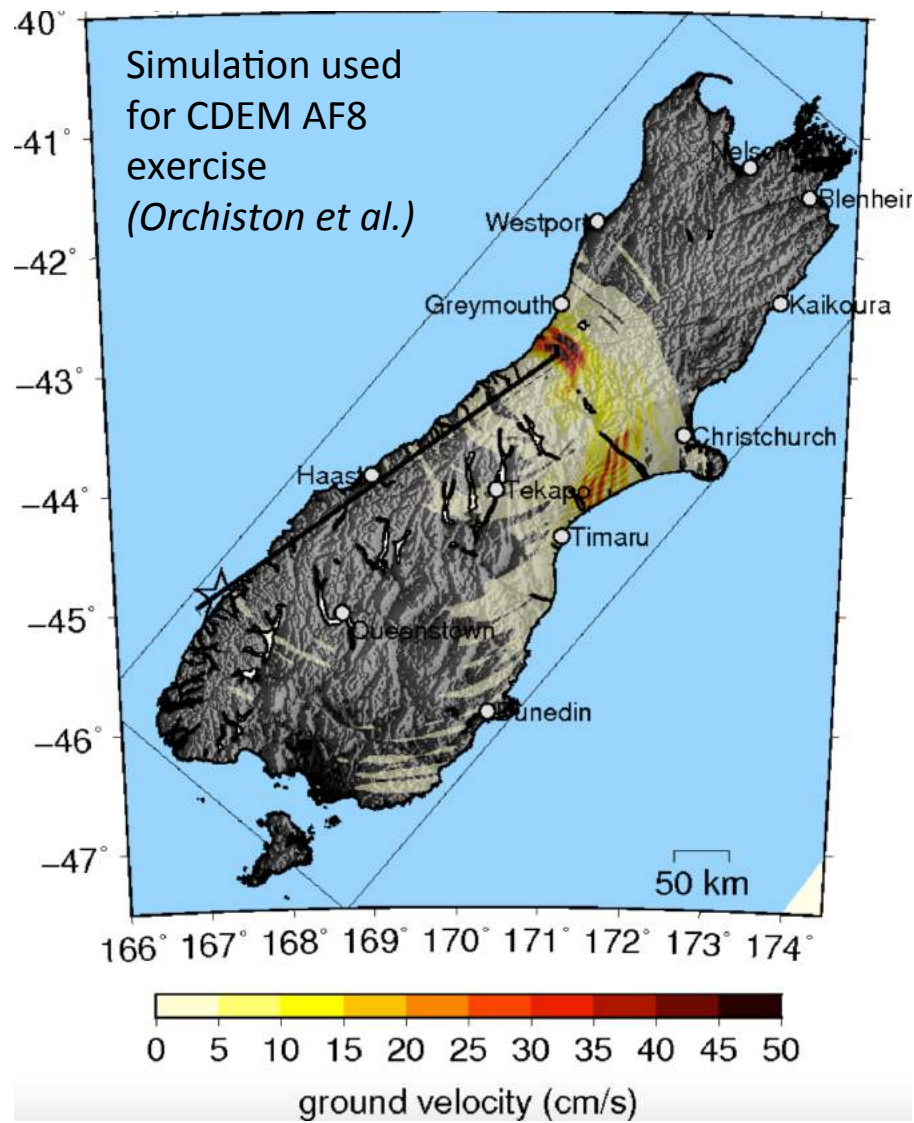 Simulation used
for CDEM AF8
exercise
(Orchiston et al.)
-40°
-41°
-42°
-43°
-44°
-45°
-46°
-47°
Nelson
Blenheim
Westport
Greymouth
Kaikoura
Christchurch
Haast
Tekapo
Timaru
Queenstown
Dunedin
50 km
166° 167° 168° 169° 170° 171° 172° 173° 174°
0 5 10 15 20 25 30 35 40 45 50
ground velocity (cm/s)